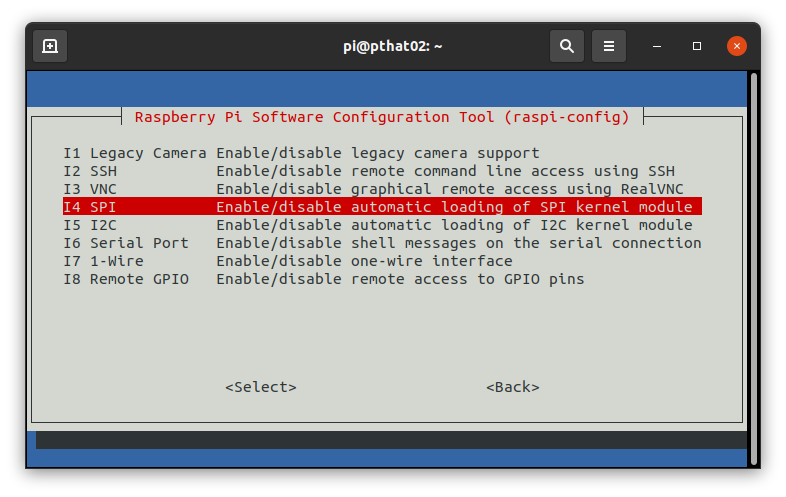 pi@pthat02: ~
Raspberry Pi Software Configuration Tool (raspi-config)
I1 Legacy Camera Enable/disable legacy camera support
I2 SSH Enable/disable remote command line access using SSH
I3 VNC Enable/disable graphical remote access using RealVNC
I4 SPI Enable/disable automatic loading of SPI kernel module
I5 I2C Enable/disable automatic loading of I2C kernel module
I6 Serial Port Enable/disable shell messages on the serial connection
I7 1-Wire Enable/disable one-wire interface
I8 Remote GPIO Enable/disable remote access to GPIO pins
<Select> <Back>